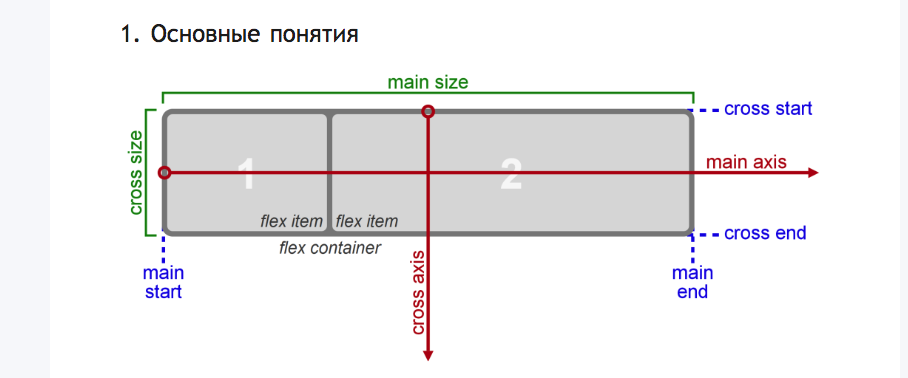 1. Основные понятия
main size
cross start
cross size
main axis
1
2
flex item
flex item
cross end
flex container
cross axis
main
start
main
end